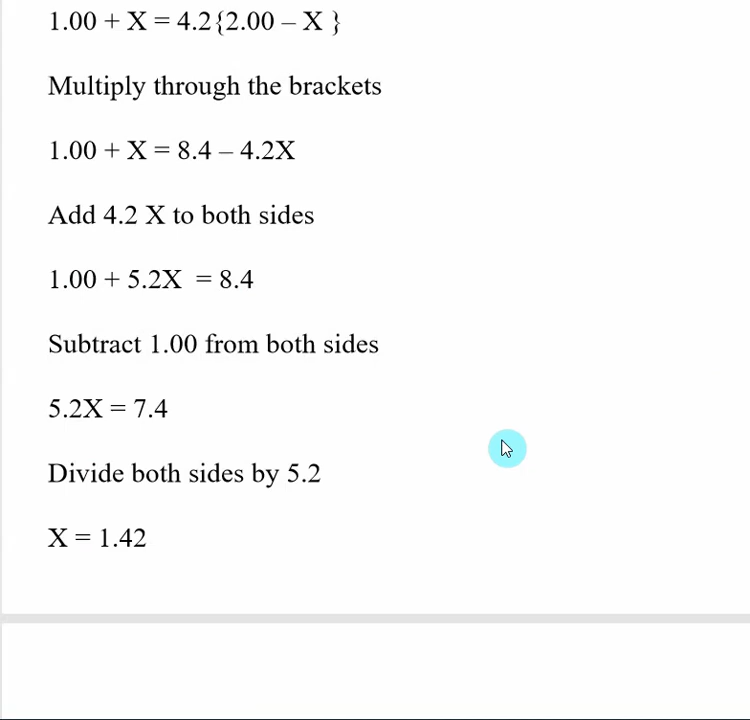 1.00 + X = 4.2{2.00 – X }
Multiply through the brackets
1.00 + X = 8.4 – 4.2X
Add 4.2 X to both sides
1.00 + 5.2X  = 8.4
Subtract 1.00 from both sides
5.2X = 7.4
Divide both sides by 5.2
X = 1.42